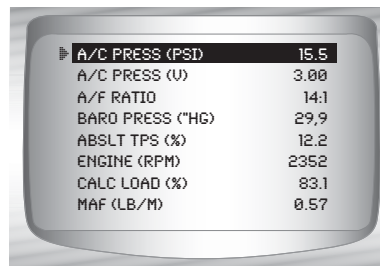 A/C PRESS (PSI) 15.5
A/C PRESS (V) 3.00
A/F RATIO 14:1
BARO PRESS ("HG) 29,9
ABSLT TPS (%) 12.2
ENGINE (RPM) 2352
CALC LOAD (%) 83.1
MAF (LB/M) 0.57